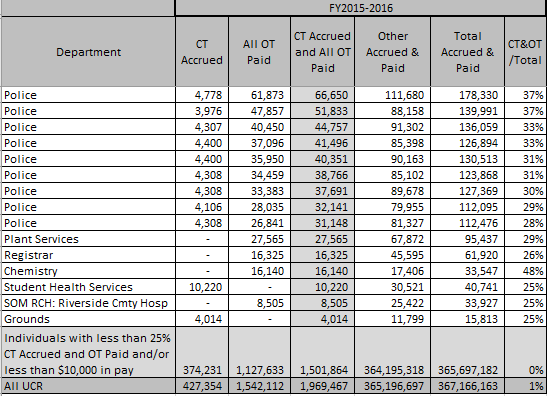 FY2015-2016
Department CT Accrued All OT Paid CT Accrued and All OT Paid Other Accrued & Paid Total Accrued & Paid CT&OT /Total
Police 4,778 61,873 66,650 111,680 178,330 37%
Police 3,976 47,857 51,833 88,158 139,991 37%
Police 4,307 40,450 44,757 91,302 136,059 33%
Police 4,400 37,096 41,496 85,398 126,894 33%
Police 4,400 35,950 40,351 90,163 130,513 31%
Police 4,308 34,459 38,766 85,102 123,868 31%
Police 4,308 33,383 37,691 89,678 127,369 30%
Police 4,106 28,035 32,141 79,955 112,095 29%
Police 4,308 26,841 31,148 81,327 112,476 28%
Plant Services - 27,565 27,565 67,872 95,437 29%
Registrar - 16,325 16,325 45,595 61,920 26%
Chemistry - 16,140 16,140 17,406 33,547 48%
Student Health Services 10,220 - 10,220 30,521 40,741 25%
SOM RCH: Riverside Cmty Hosp - 8,505 8,505 25,422 33,927 25%
Grounds 4,014 - 4,014 11,799 15,813 25%
Individuals with less than 25%
CT Accrued and OT Paid and/or
less than $10,000 in pay 374,231 1,127,633 1,501,864 364,195,318 365,697,182 0%
All UCR 427,354 1,542,112 1,969,467 365,196,697 367,166,163 1%